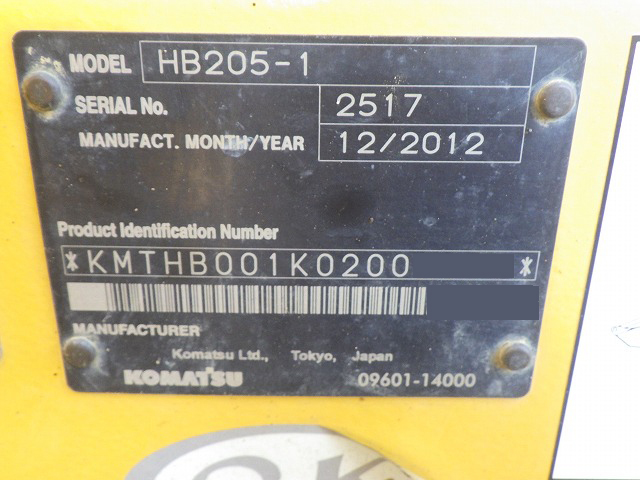 MODEL HB205-1
SERIAL No. 2517
MANUFACT. MONTH/YEAR 12/2012
Product Identification Number
*KMTHB001K0200 *
MANUFACTURER
Komatsu Ltd., Tokyo, Japan
KOMATSU 09601-14000